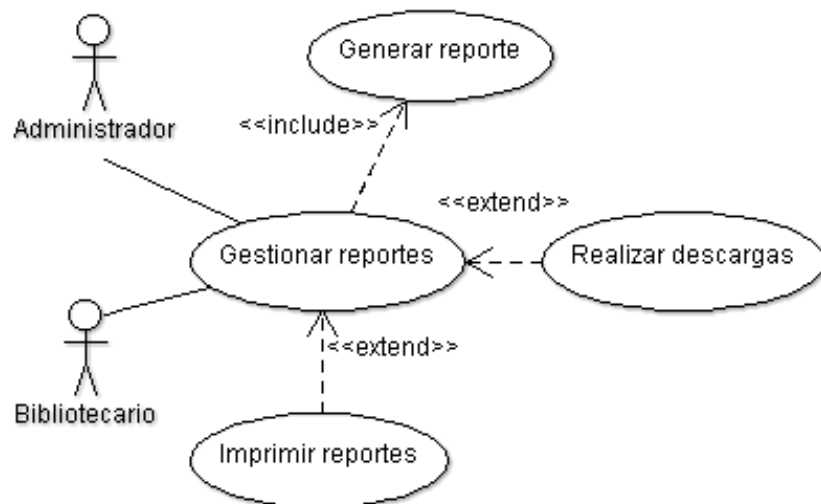 Generar reporte
Administrador
<<include>>
<<extend>>
Gestionar reportes
Realizar descargas
<<extend>>
Bibliotecario
Imprimir reportes